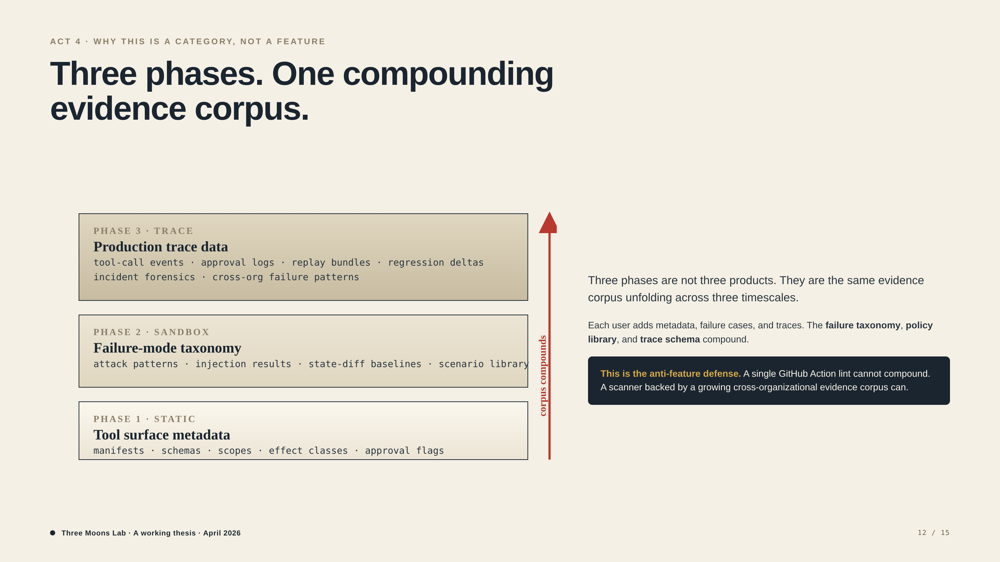 ACT 4 · WHY THIS IS A CATEGORY, NOT A FEATURE
Three phases. One compounding
evidence corpus.
PHASE 3 · TRACE
Production trace data
tool-call events · approval logs · replay bundles · regression deltas
incident forensics · cross-org failure patterns
PHASE 2 · SANDBOX
Failure-mode taxonomy
attack patterns · injection results · state-diff baselines · scenario library
PHASE 1 · STATIC
Tool surface metadata
manifests · schemas · scopes · effect classes · approval flags
corpus compounds
Three phases are not three products. They are the same evidence
corpus unfolding across three timescales.
Each user adds metadata, failure cases, and traces. The failure taxonomy, policy
library, and trace schema compound.
This is the anti-feature defense. A single GitHub Action lint cannot compound.
A scanner backed by a growing cross-organizational evidence corpus can.
Three Moons Lab · A working thesis · April 2026
12 / 15